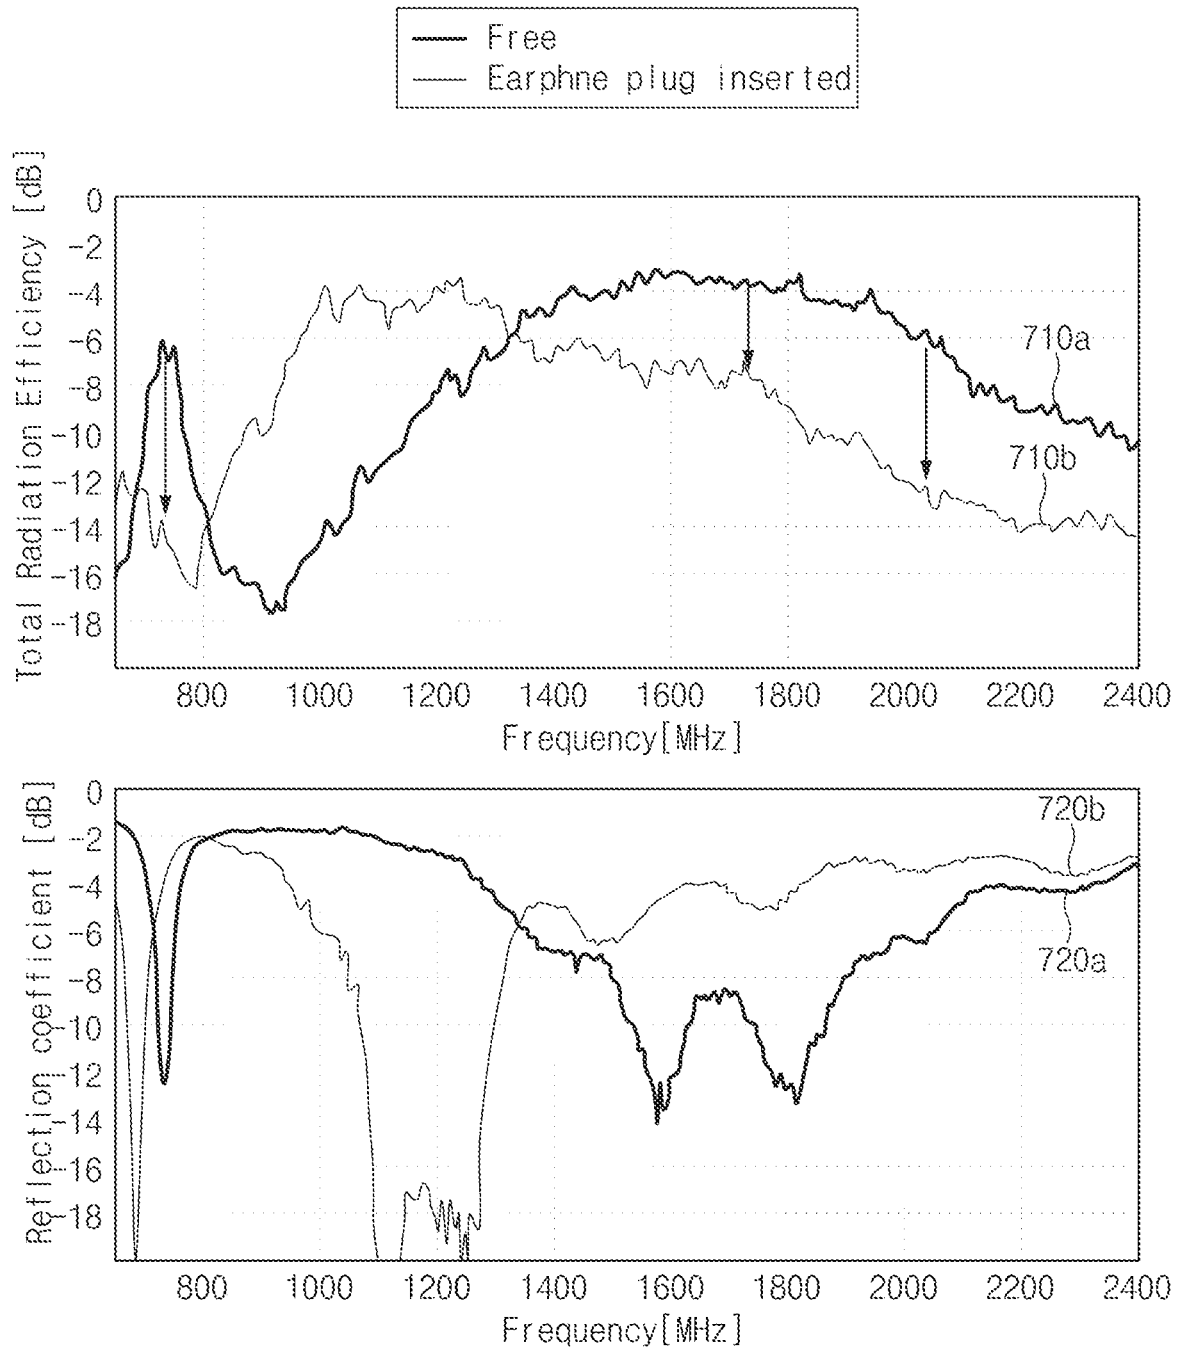 Free
Earphne plug inserted
Total Radiation Efficiency [dB]
0
-2
-4
-6
-8
-10
-12
-14
-16
-18
710a
710b
800 1000 1200 1400 1600 1800 2000 2200 2400
Frequency[MHz]
Reflection coefficient [dB]
0
-2
-4
-6
-8
-10
-12
-14
-16
-18
720b
720a
800 1000 1200 1400 1600 1800 2000 2200 2400
Frequency[MHz]